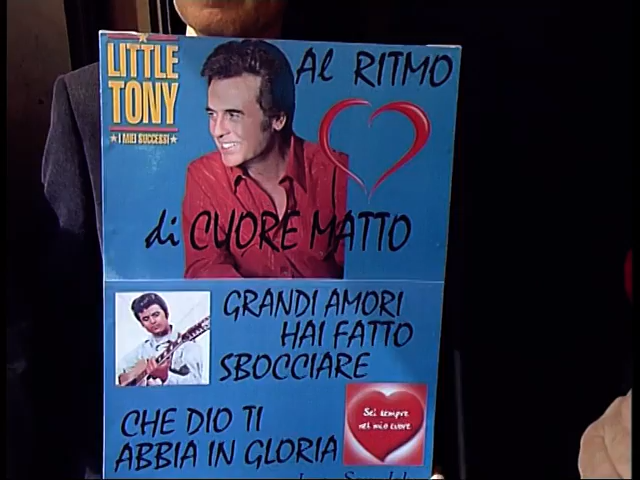 LITTLE
TONY
★ I MIEI SUCCESSI ★
Al RITMO
di CUORE MATTO
GRANDI AMORI
HAI FATTO
SBOCCIARE
Sei sempre
nel mio cuore
CHE DIO TI
ABBIA IN GLORIA